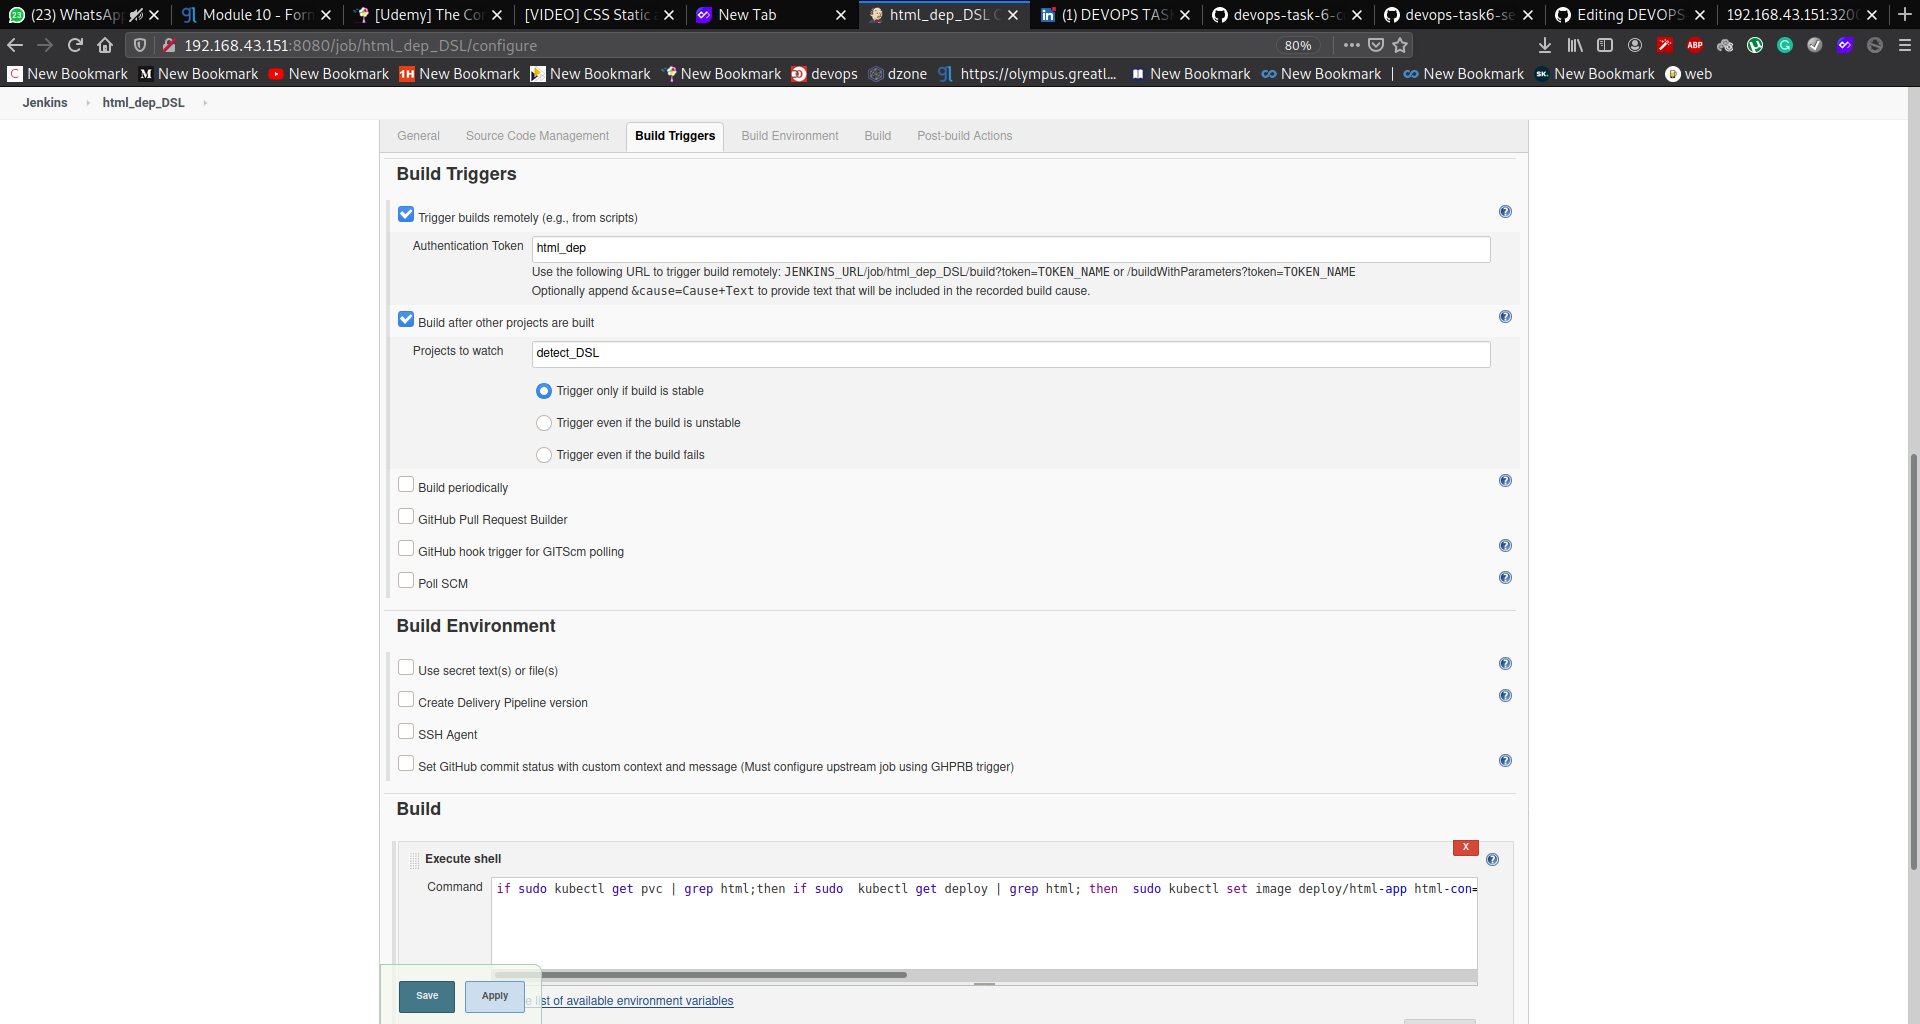 (23) WhatsApp
Module 10 - Forn
[Udemy] The Co
[VIDEO] CSS Static
New Tab
html_dep_DSL C
(1) DEVOPS TAS
devops-task-6-c
devops-task6-se
Editing DEVOPS
192.168.43.151:320
192.168.43.151:8080/job/html_dep_DSL/configure
80%
New Bookmark
New Bookmark
New Bookmark
New Bookmark
New Bookmark
New Bookmark
devops
dzone
https://olympus.greatl...
New Bookmark
New Bookmark
|
New Bookmark
New Bookmark
web
Jenkins
html_dep_DSL
General
Source Code Management
Build Triggers
Build Environment
Build
Post-build Actions
Build Triggers
Trigger builds remotely (e.g., from scripts)
Authentication Token
html_dep
Use the following URL to trigger build remotely: JENKINS_URL/job/html_dep_DSL/build?token=TOKEN_NAME or /buildWithParameters?token=TOKEN_NAME
Optionally append &cause=Cause+Text to provide text that will be included in the recorded build cause.
Build after other projects are built
Projects to watch
detect_DSL
Trigger only if build is stable
Trigger even if the build is unstable
Trigger even if the build fails
Build periodically
GitHub Pull Request Builder
GitHub hook trigger for GITScm polling
Poll SCM
Build Environment
Use secret text(s) or file(s)
Create Delivery Pipeline version
SSH Agent
Set GitHub commit status with custom context and message (Must configure upstream job using GHPRB trigger)
Build
X
Execute shell
Command
if sudo kubectl get pvc | grep html;then if sudo  kubectl get deploy | grep html; then  sudo kubectl set image deploy/html-app html-con=
Save
Apply
list of available environment variables